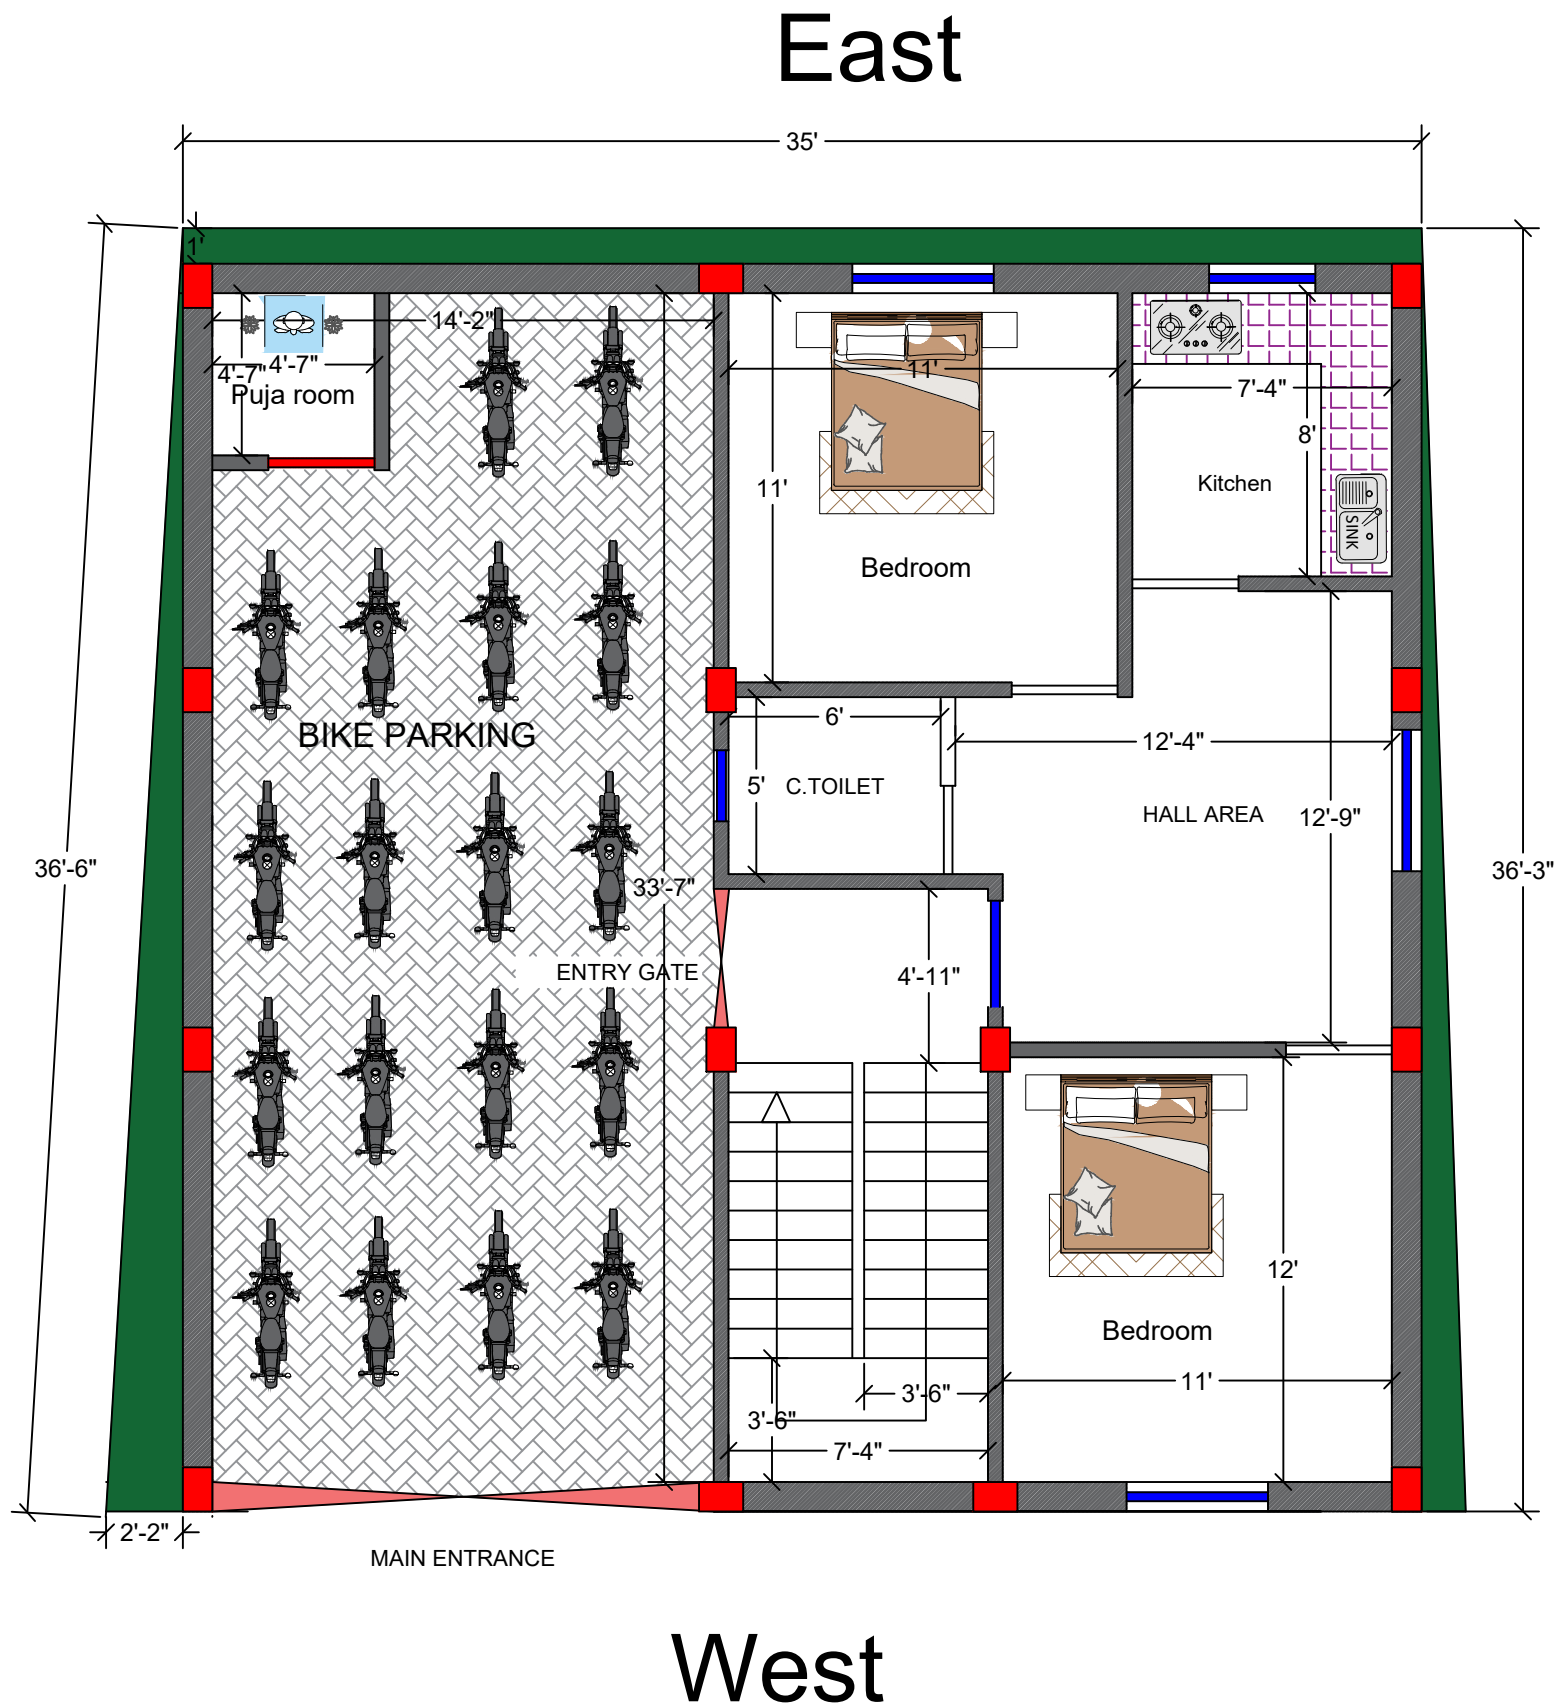 East
35'
1'
14'-2"
4'-7"
4'-7"
Puja room
11'
7'-4"
8'
11'
Kitchen
SINK
Bedroom
6'
BIKE PARKING
12'-4"
5'
C.TOILET
HALL AREA
12'-9"
36'-6"
33'-7"
36'-3"
ENTRY GATE
4'-11"
12'
Bedroom
11'
3'-6"
3'-6"
7'-4"
2'-2"
MAIN ENTRANCE
West